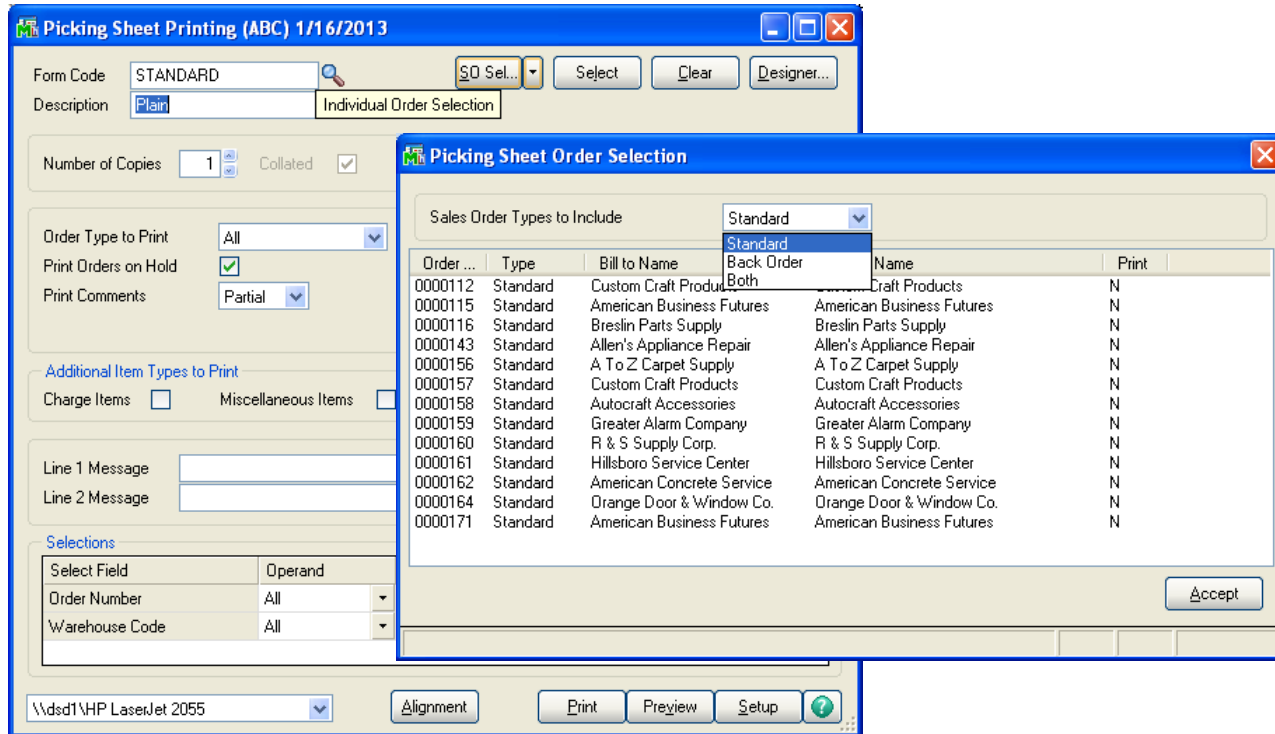 Picking Sheet Printing (ABC) 1/16/2013
Form Code STANDARD SO Sel... Select Clear Designer...
Description Plain Individual Order Selection
Number of Copies 1 Collated
Order Type to Print All
Print Orders on Hold
Print Comments Partial
Additional Item Types to Print
Charge Items Miscellaneous Items
Line 1 Message
Line 2 Message
Selections
Select Field Operand
Order Number All
Warehouse Code All
\\dsd1\HP LaserJet 2055 Alignment Print Preview Setup ?
Picking Sheet Order Selection
Sales Order Types to Include Standard
Standard
Back Order
Both
Order ... Type Bill to Name Name Print
0000112 Standard Custom Craft Products Craft Products N
0000115 Standard American Business Futures American Business Futures N
0000116 Standard Breslin Parts Supply Breslin Parts Supply N
0000143 Standard Allen's Appliance Repair Allen's Appliance Repair N
0000156 Standard A To Z Carpet Supply A To Z Carpet Supply N
0000157 Standard Custom Craft Products Custom Craft Products N
0000158 Standard Autocraft Accessories Autocraft Accessories N
0000159 Standard Greater Alarm Company Greater Alarm Company N
0000160 Standard R & S Supply Corp. R & S Supply Corp. N
0000161 Standard Hillsboro Service Center Hillsboro Service Center N
0000162 Standard American Concrete Service American Concrete Service N
0000164 Standard Orange Door & Window Co. Orange Door & Window Co. N
0000171 Standard American Business Futures American Business Futures N
Accept